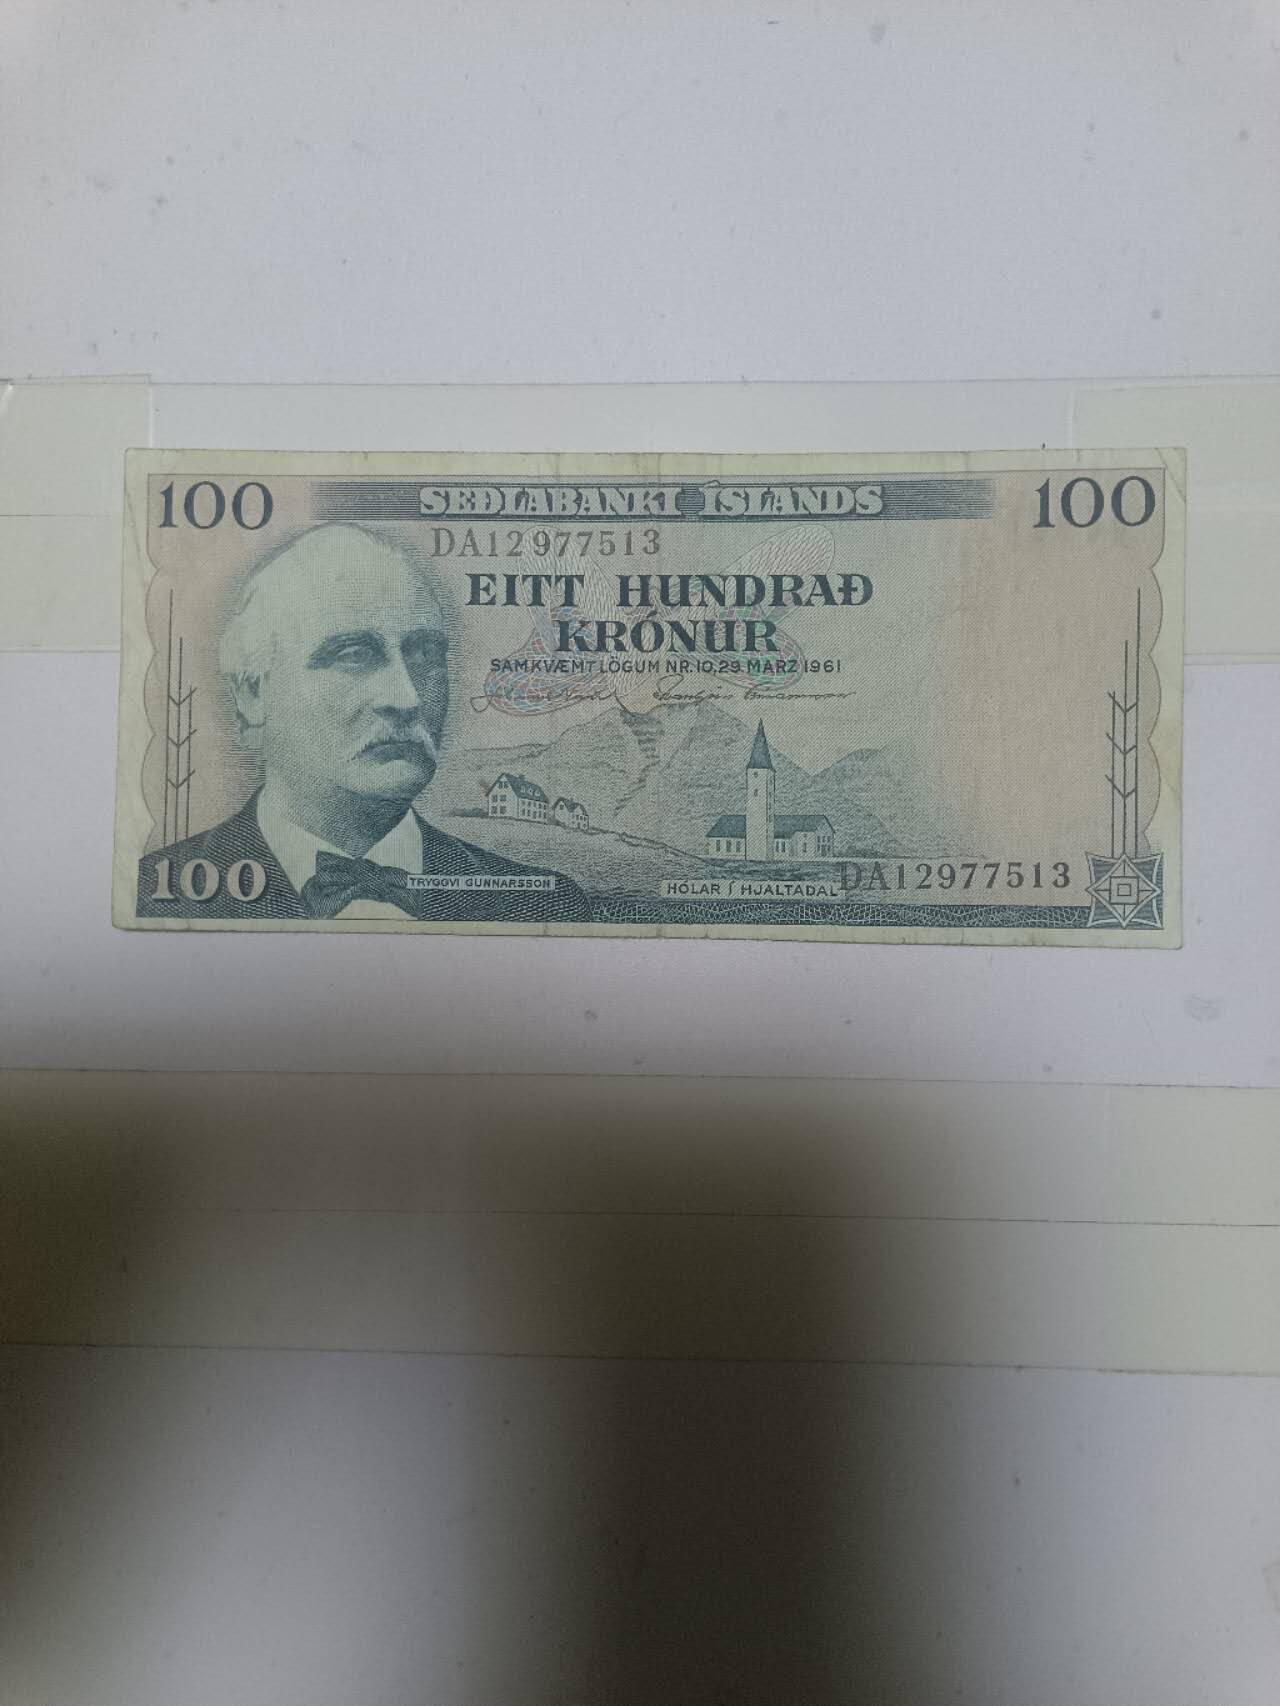 100
SEÐLABANKI ÍSLANDS
100
DA12977513
EITT HUNDRAÐ
KRÓNUR
SAMKVÆMT LÖGUM NR. 10, 29. MARZ 1961
100
TRYGGVI GUNNARSSON
HÓLAR Í HJALTADAL
DA12977513